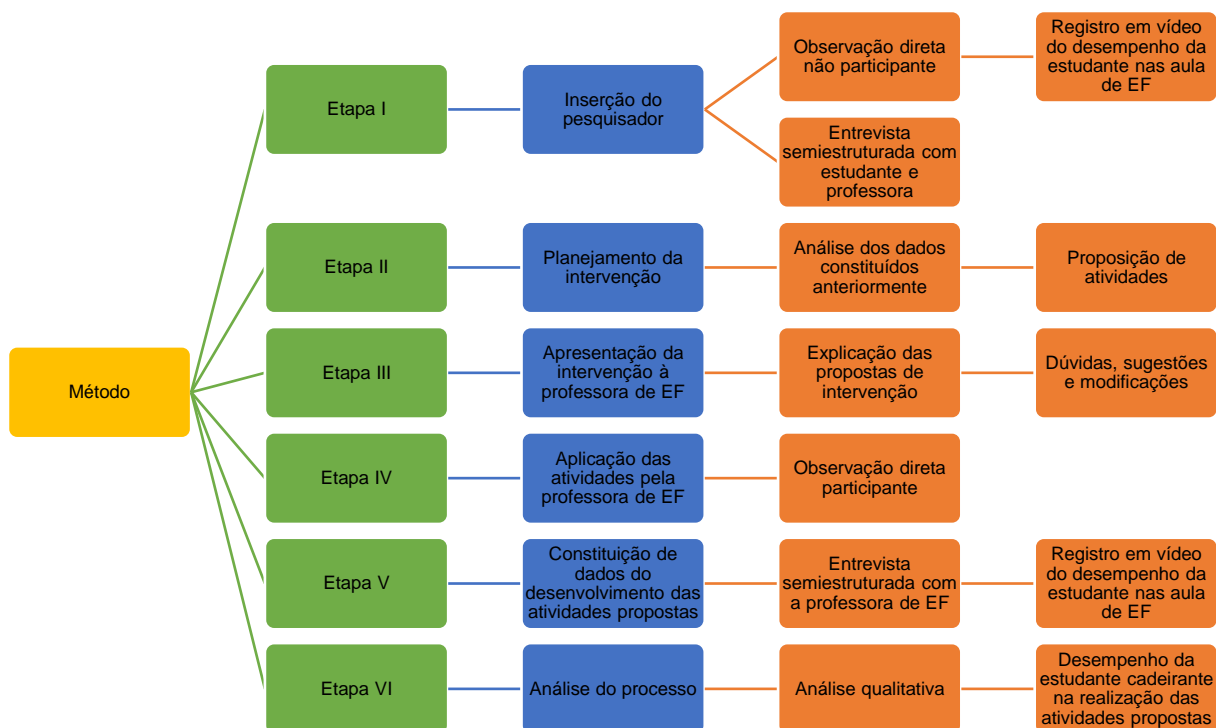 Método
Etapa I
Inserção do
pesquisador
Observação direta
não participante
Registro em vídeo
do desempenho da
estudante nas aula
de EF
Entrevista
semiestruturada com
estudante e
professora
Etapa II
Planejamento da
intervenção
Análise dos dados
constituídos
anteriormente
Proposição de
atividades
Etapa III
Apresentação da
intervenção à
professora de EF
Explicação das
propostas de
intervenção
Dúvidas, sugestões
e modificações
Etapa IV
Aplicação das
atividades pela
professora de EF
Observação direta
participante
Etapa V
Constituição de
dados do
desenvolvimento das
atividades propostas
Entrevista
semiestruturada com
a professora de EF
Registro em vídeo
do desempenho da
estudante nas aula
de EF
Etapa VI
Análise do processo
Análise qualitativa
Desempenho da
estudante cadeirante
na realização das
atividades propostas